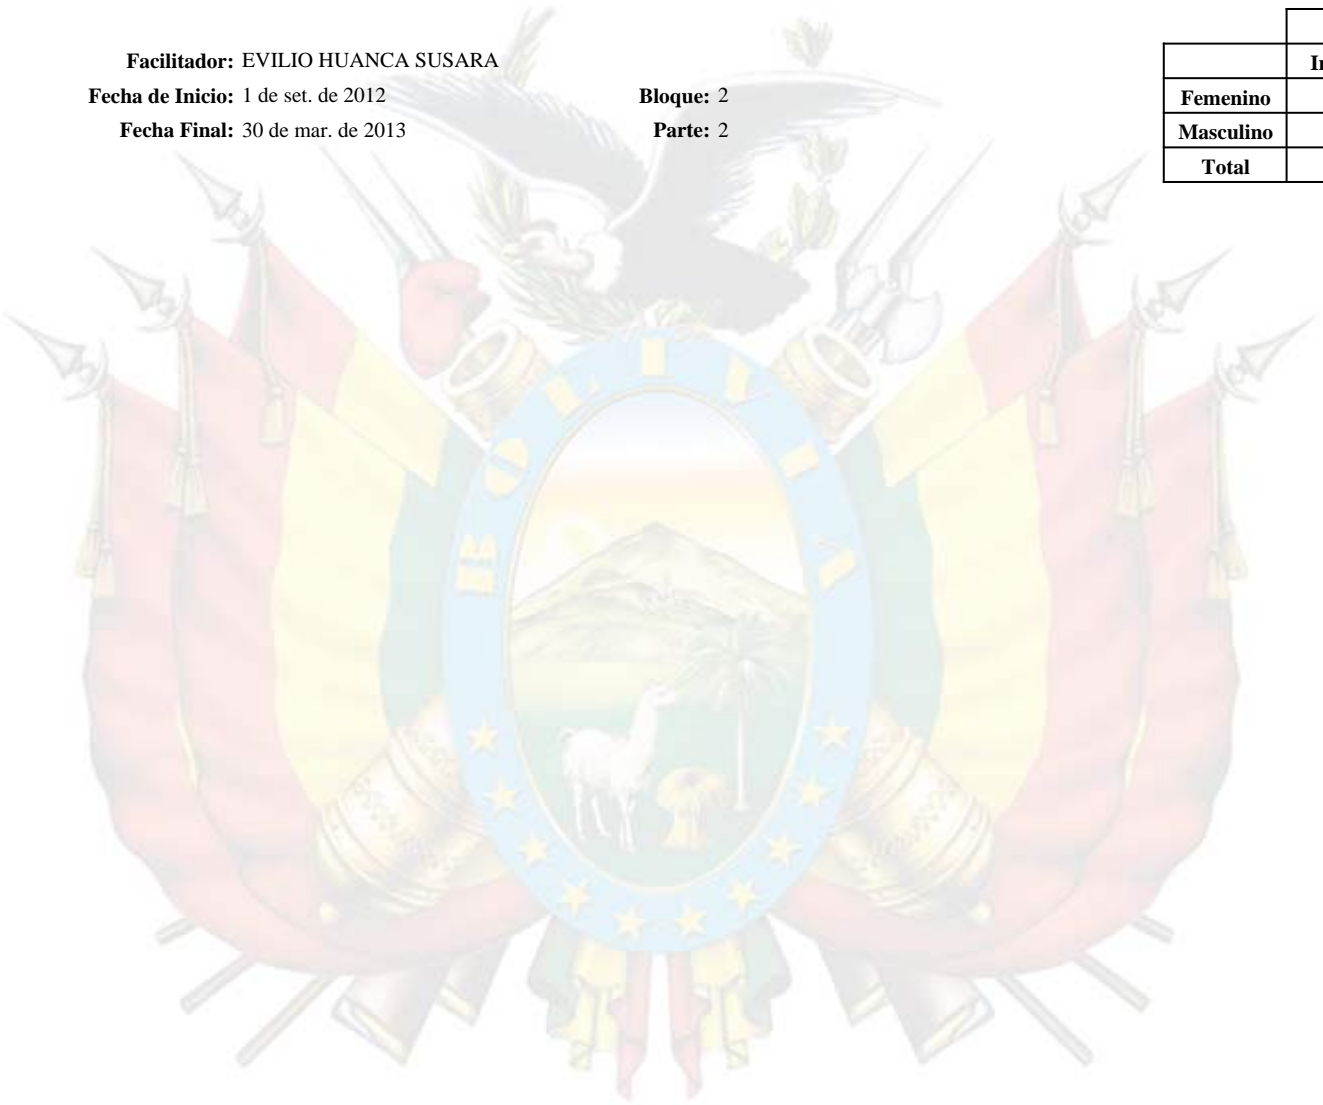 Facilitador: EVILIO HUANCA SUSARA
Fecha de Inicio: 1 de set. de 2012 Bloque: 2
Fecha Final: 30 de mar. de 2013 Parte: 2
Femenino
Masculino
Total
BOLIVIA